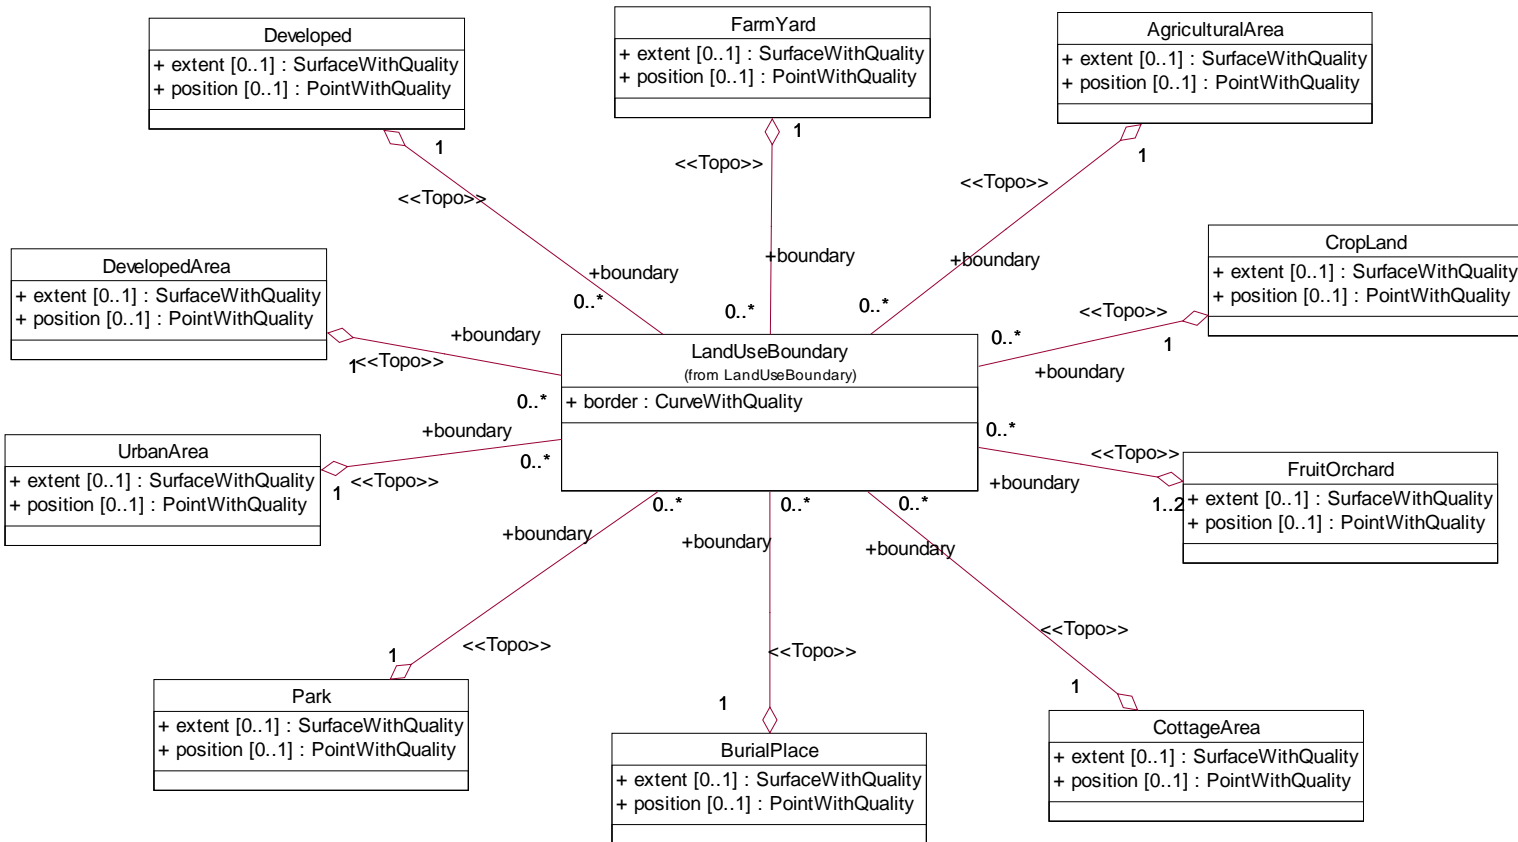 Developed
+ extent [0..1] : SurfaceWithQuality
+ position [0..1] : PointWithQuality
FarmYard
+ extent [0..1] : SurfaceWithQuality
+ position [0..1] : PointWithQuality
AgriculturalArea
+ extent [0..1] : SurfaceWithQuality
+ position [0..1] : PointWithQuality
1
<<Topo>>
+boundary
0..*
1
<<Topo>>
+boundary
0..*
1
<<Topo>>
+boundary
0..*
DevelopedArea
+ extent [0..1] : SurfaceWithQuality
+ position [0..1] : PointWithQuality
1
<<Topo>>
+boundary
0..*
CropLand
+ extent [0..1] : SurfaceWithQuality
+ position [0..1] : PointWithQuality
<<Topo>>
1
0..*
+boundary
LandUseBoundary
(from LandUseBoundary)
+ border : CurveWithQuality
UrbanArea
+ extent [0..1] : SurfaceWithQuality
+ position [0..1] : PointWithQuality
1
<<Topo>>
+boundary
0..*
FruitOrchard
+ extent [0..1] : SurfaceWithQuality
+ position [0..1] : PointWithQuality
0..*
<<Topo>>
+boundary
1..2
0..*
+boundary
<<Topo>>
1
Park
+ extent [0..1] : SurfaceWithQuality
+ position [0..1] : PointWithQuality
0..*
+boundary
<<Topo>>
1
BurialPlace
+ extent [0..1] : SurfaceWithQuality
+ position [0..1] : PointWithQuality
0..*
+boundary
<<Topo>>
1
CottageArea
+ extent [0..1] : SurfaceWithQuality
+ position [0..1] : PointWithQuality